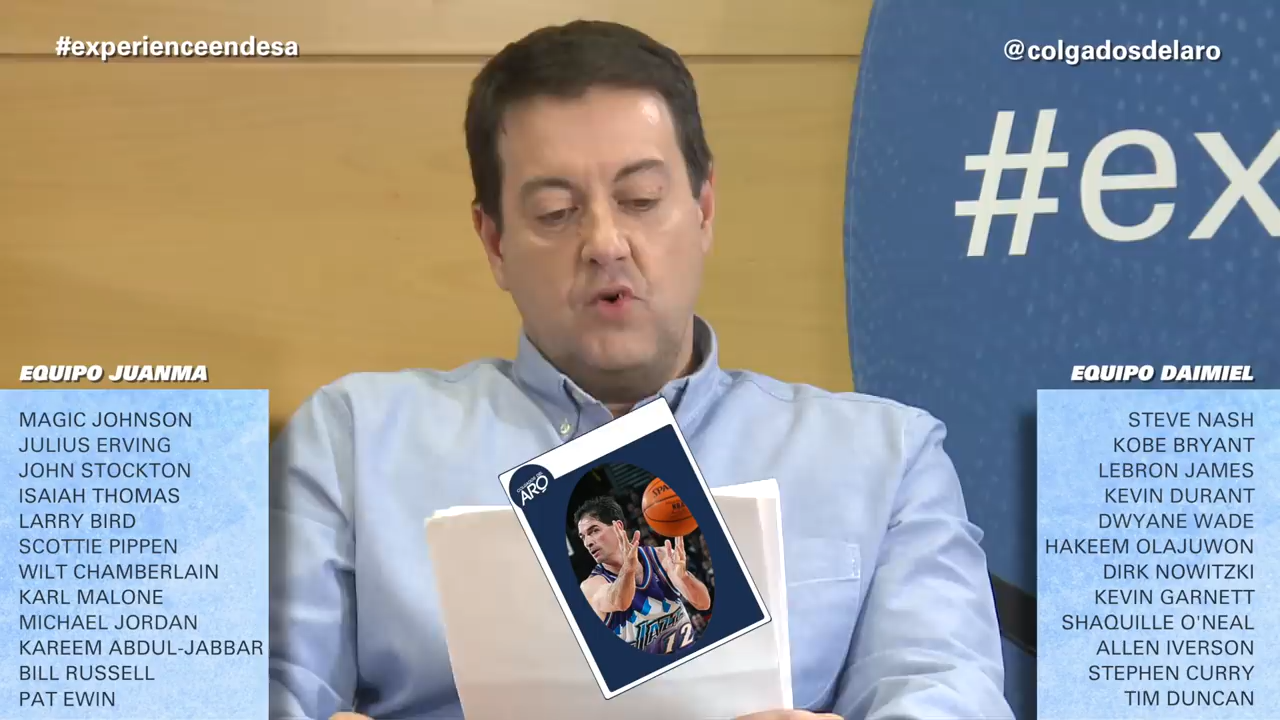 #experienceendesa
@colgadosdelaro
#ex
EQUIPO JUANMA
MAGIC JOHNSON
JULIUS ERVING
JOHN STOCKTON
ISAIAH THOMAS
LARRY BIRD
SCOTTIE PIPPEN
WILT CHAMBERLAIN
KARL MALONE
MICHAEL JORDAN
KAREEM ABDUL-JABBAR
BILL RUSSELL
PAT EWIN
EQUIPO DAIMIEL
STEVE NASH
KOBE BRYANT
LEBRON JAMES
KEVIN DURANT
DWYANE WADE
HAKEEM OLAJUWON
DIRK NOWITZKI
KEVIN GARNETT
SHAQUILLE O'NEAL
ALLEN IVERSON
STEPHEN CURRY
TIM DUNCAN
COLGADOS DEL
ARO
JAZZ
12